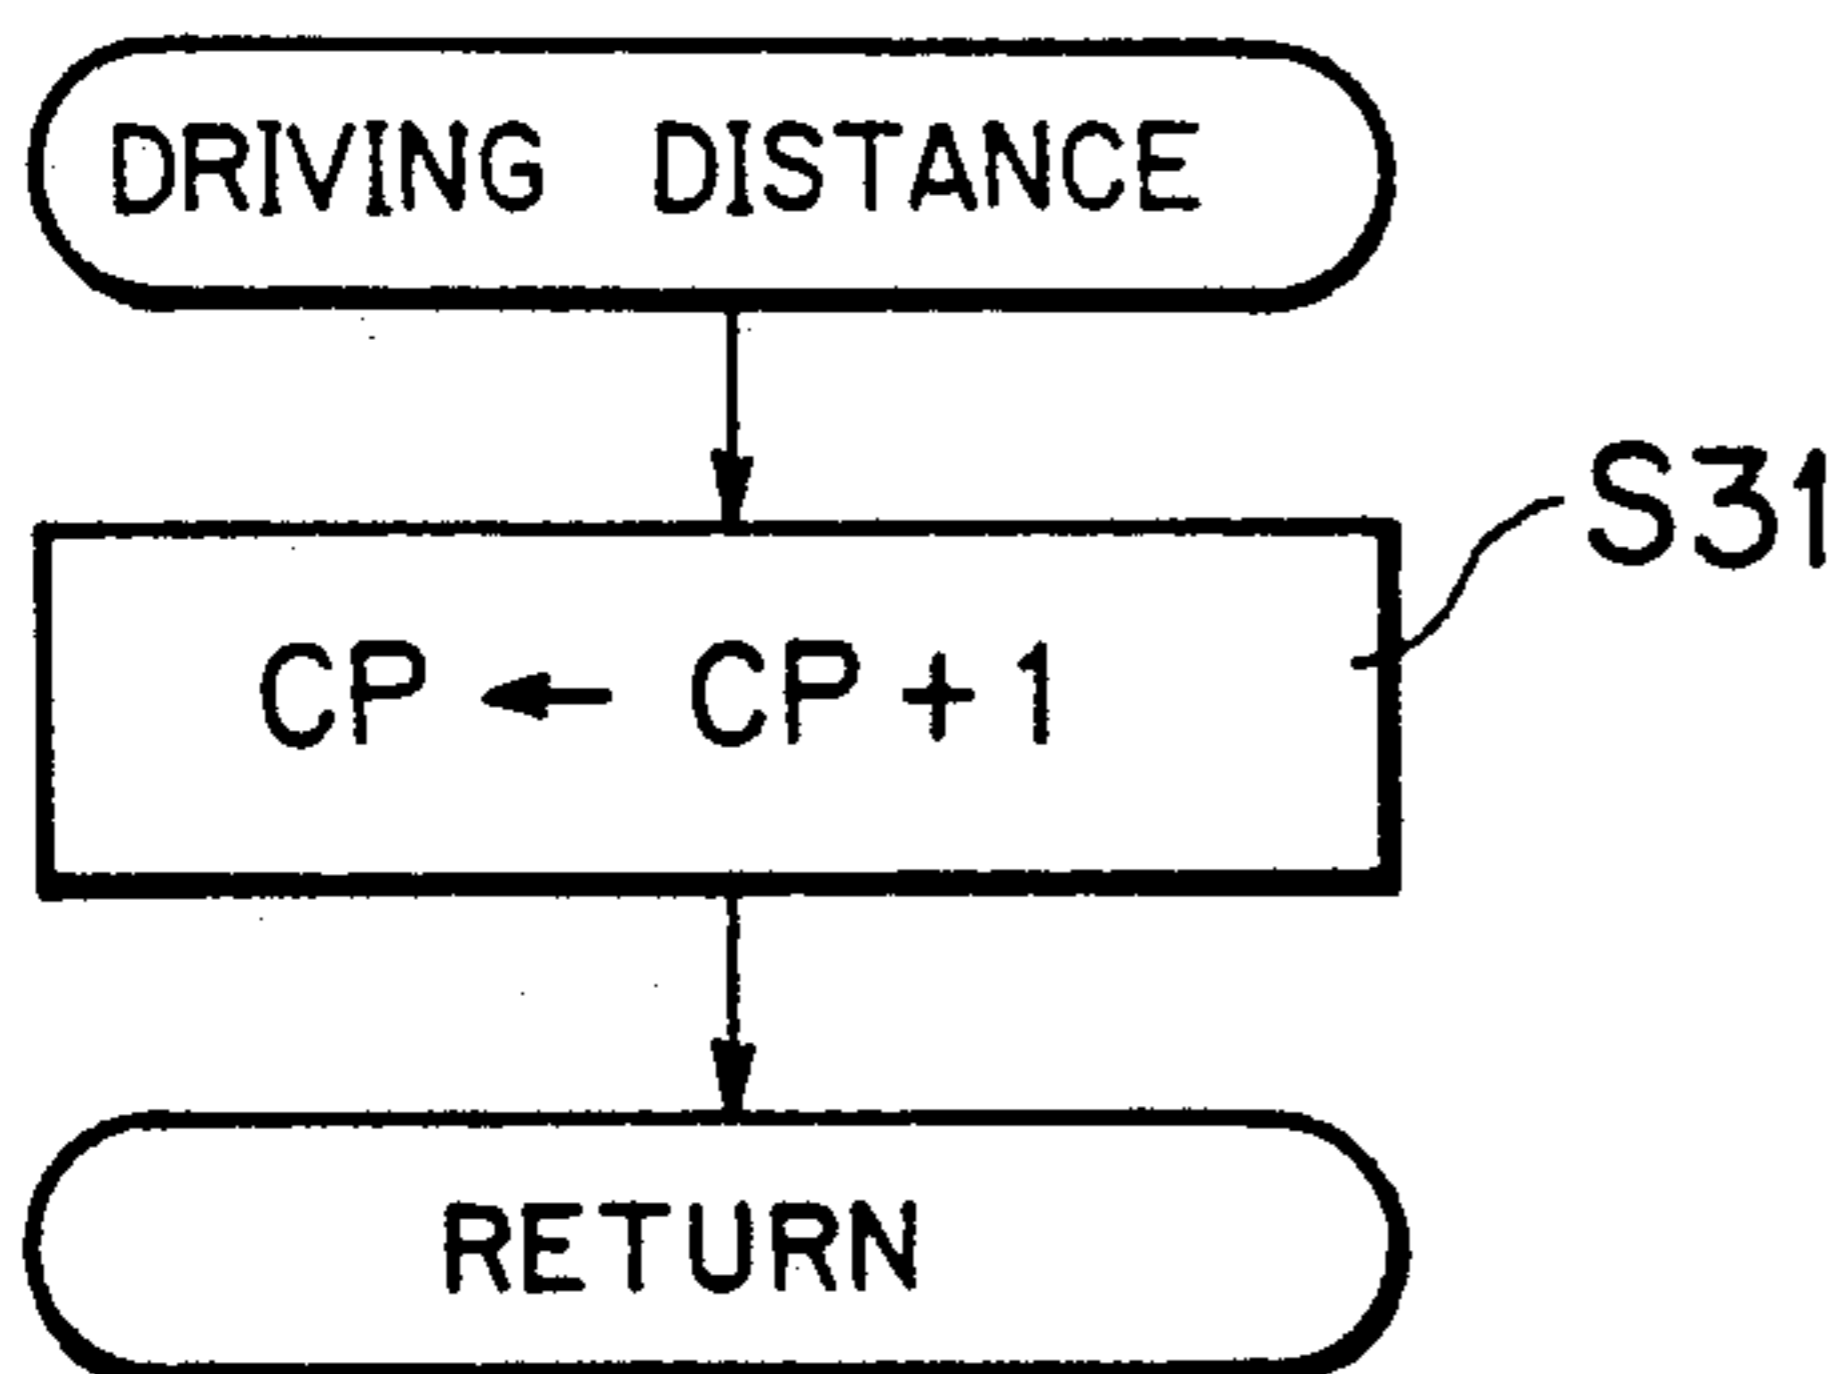 DRIVING DISTANCE
S31
CP ← CP + 1
RETURN